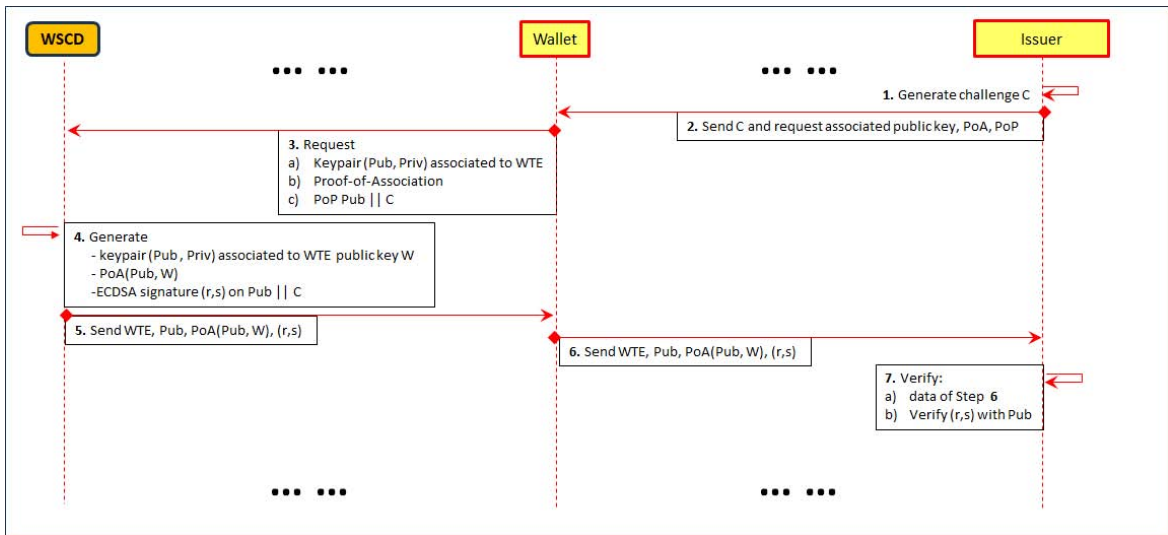 WSCD
Wallet
Issuer
... ...
... ...
1. Generate challenge C
2. Send C and request associated public key, PoA, PoP
3. Request
a) Keypair (Pub, Priv) associated to WTE
b) Proof-of-Association
c) PoP Pub || C
4. Generate
- keypair (Pub , Priv) associated to WTE public key W
- PoA(Pub, W)
-ECDSA signature (r,s) on Pub || C
5. Send WTE, Pub, PoA(Pub, W), (r,s)
6. Send WTE, Pub, PoA(Pub, W), (r,s)
7. Verify:
a) data of Step 6
b) Verify (r,s) with Pub
... ...
... ...